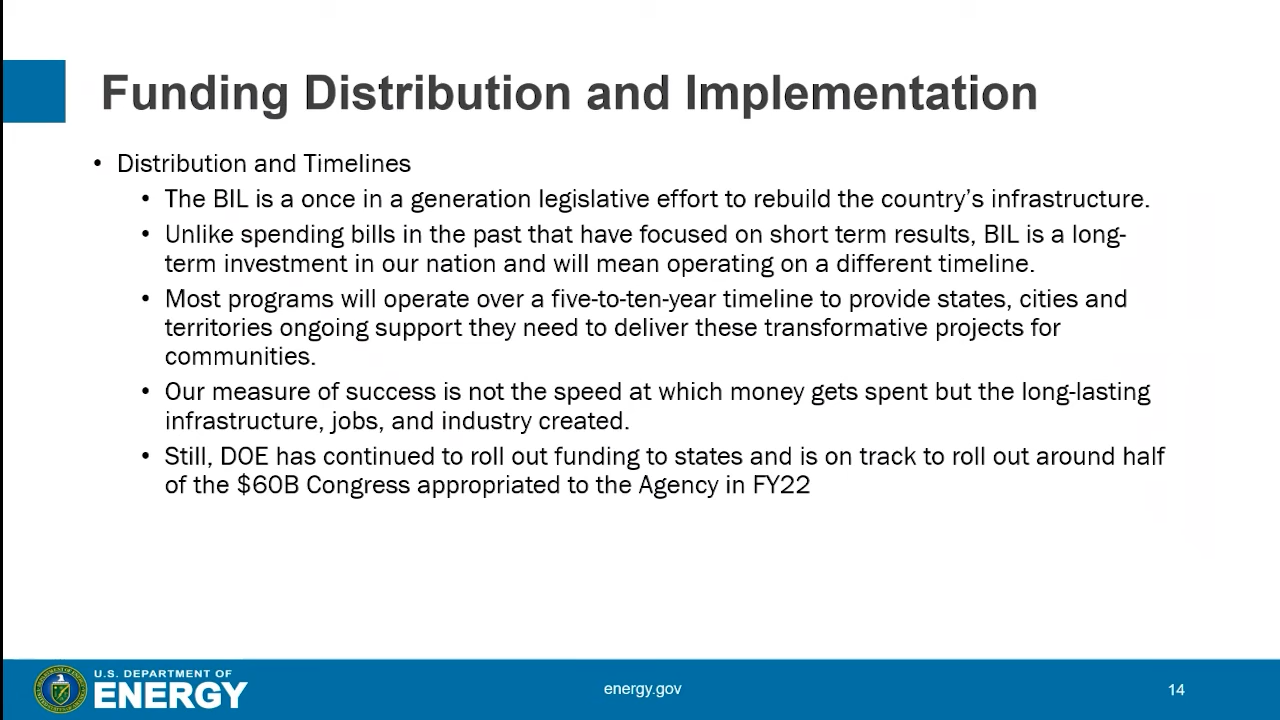 Funding Distribution and Implementation
• Distribution and Timelines
• The BIL is a once in a generation legislative effort to rebuild the country's infrastructure.
• Unlike spending bills in the past that have focused on short term results, BIL is a long-
term investment in our nation and will mean operating on a different timeline.
• Most programs will operate over a five-to-ten-year timeline to provide states, cities and
territories ongoing support they need to deliver these transformative projects for
communities.
• Our measure of success is not the speed at which money gets spent but the long-lasting
infrastructure, jobs, and industry created.
• Still, DOE has continued to roll out funding to states and is on track to roll out around half
of the $60B Congress appropriated to the Agency in FY22
U.S. DEPARTMENT OF
ENERGY
energy.gov
14